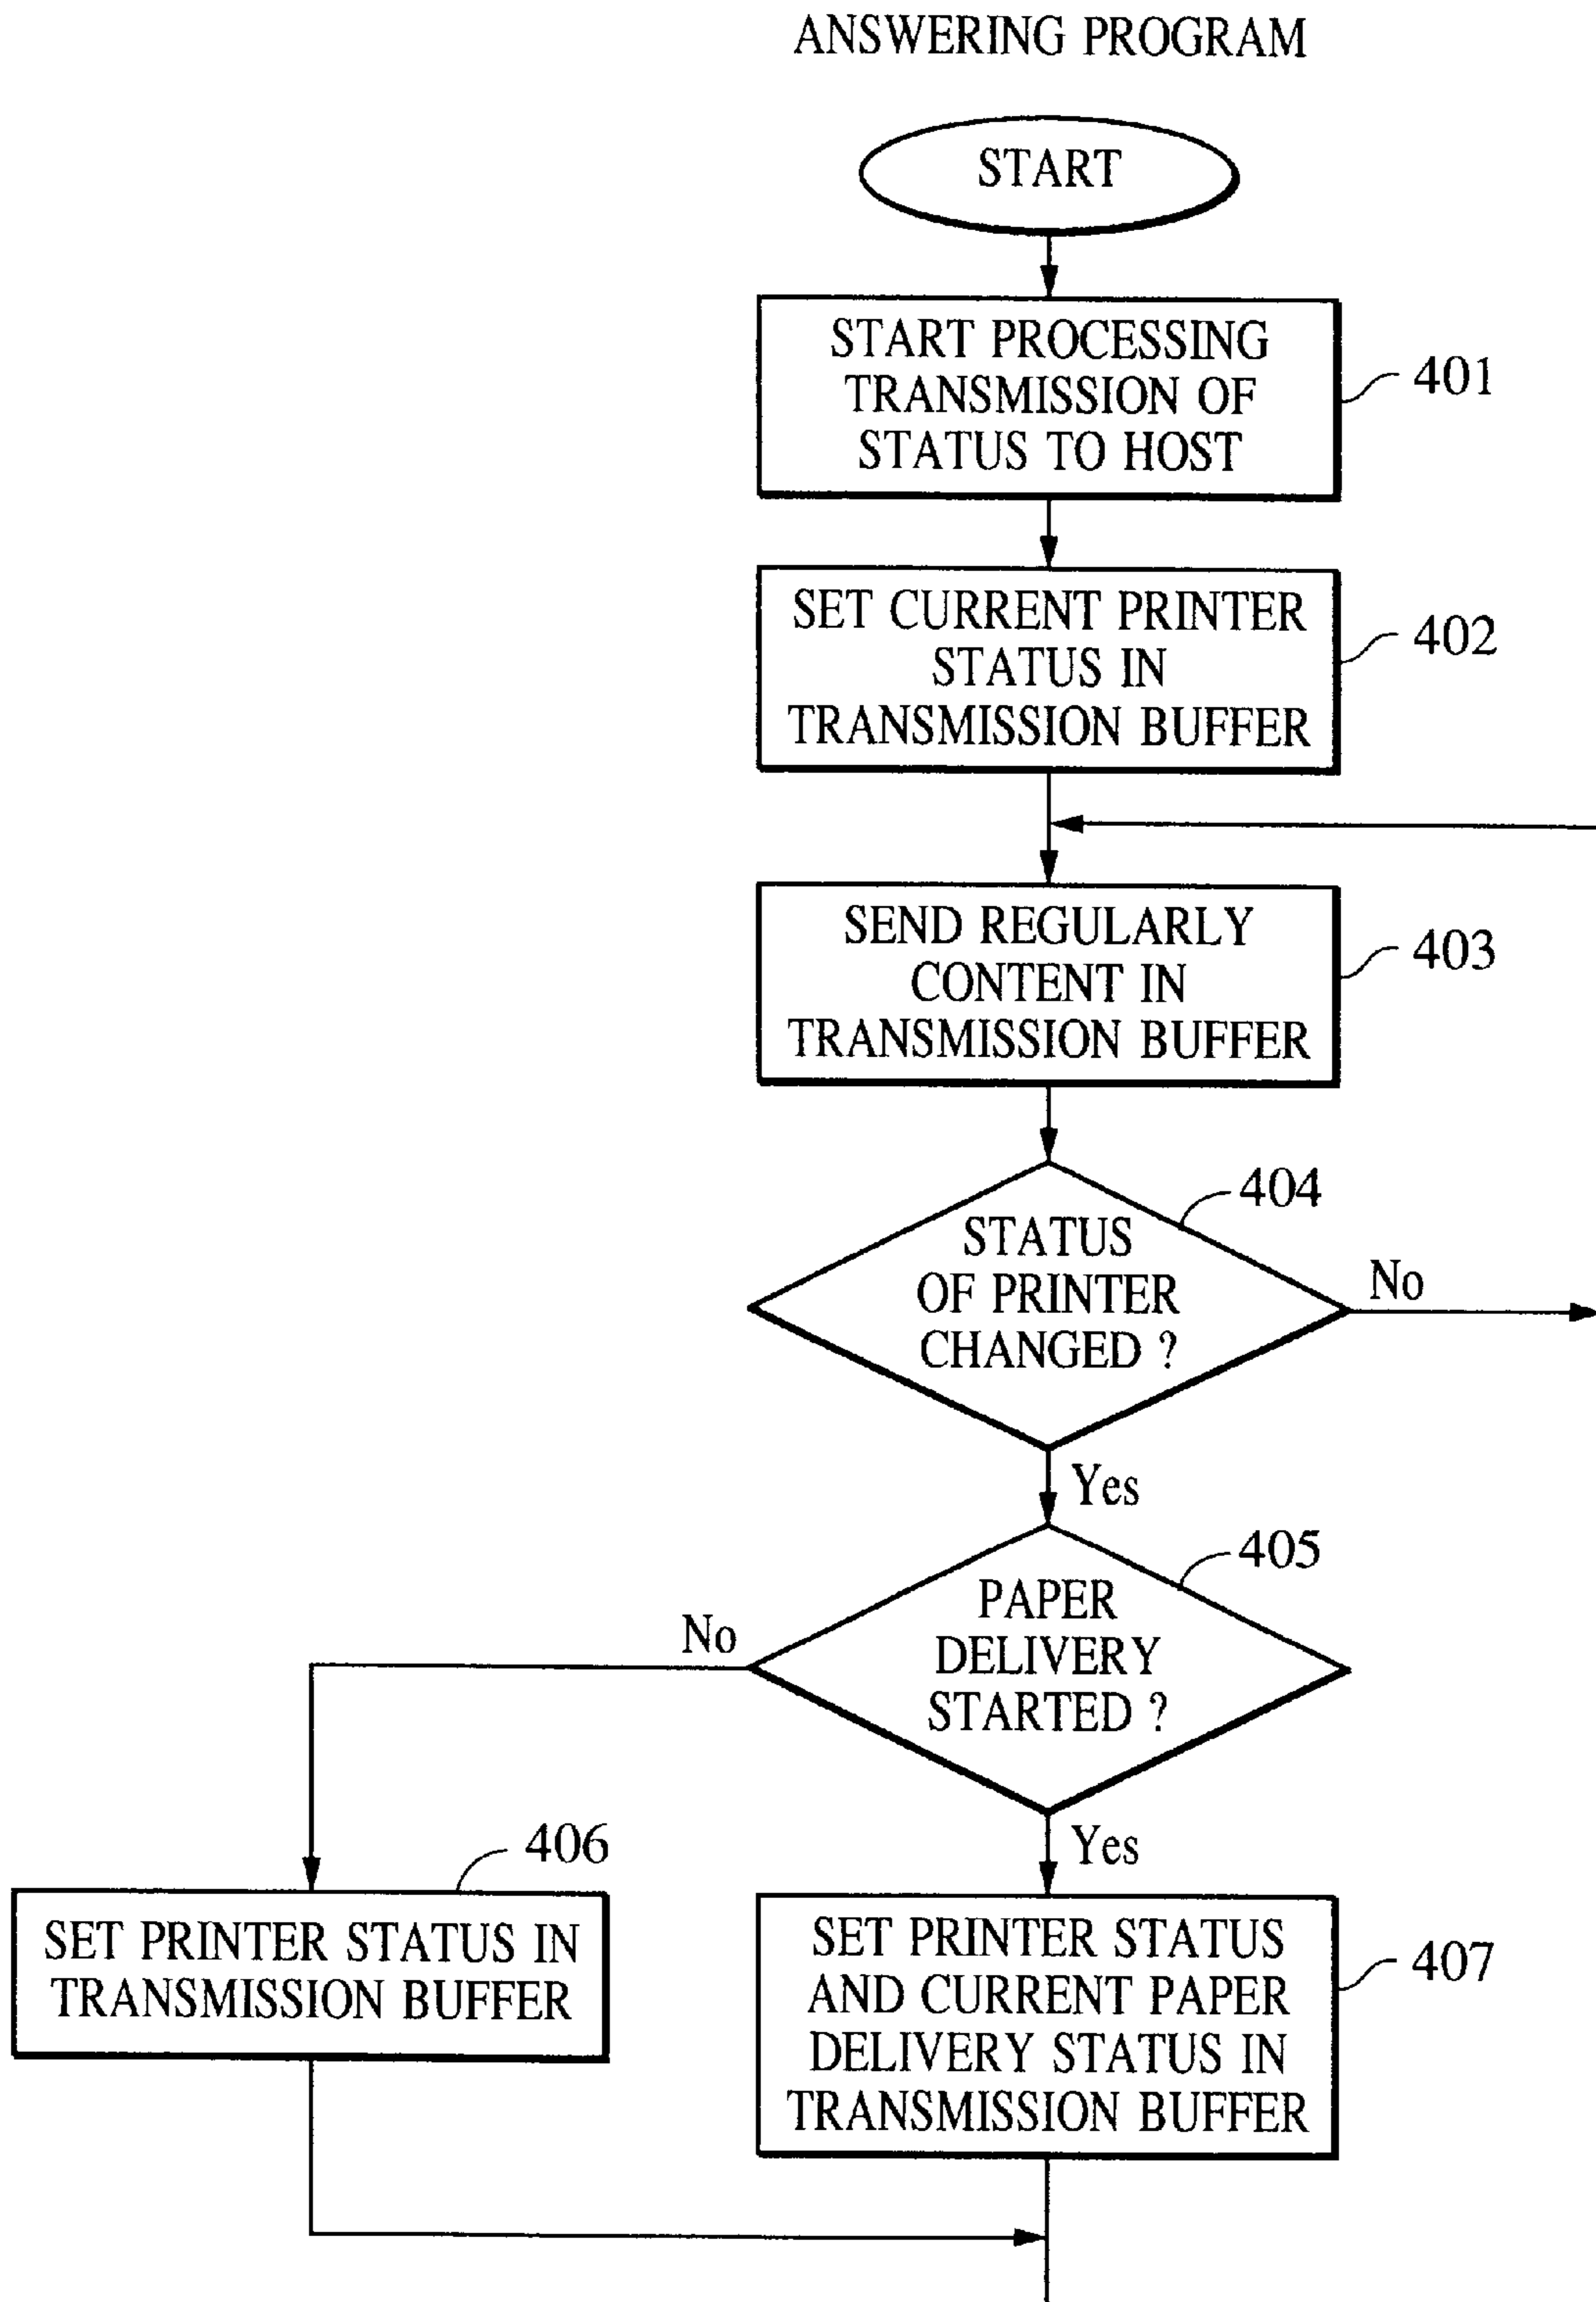 ANSWERING PROGRAM
START
START PROCESSING
TRANSMISSION OF
STATUS TO HOST
401
SET CURRENT PRINTER
STATUS IN
TRANSMISSION BUFFER
402
SEND REGULARLY
CONTENT IN
TRANSMISSION BUFFER
403
404
STATUS
OF PRINTER
CHANGED ?
No
Yes
405
PAPER
DELIVERY
STARTED ?
No
Yes
406
SET PRINTER STATUS IN
TRANSMISSION BUFFER
SET PRINTER STATUS
AND CURRENT PAPER
DELIVERY STATUS IN
TRANSMISSION BUFFER
407